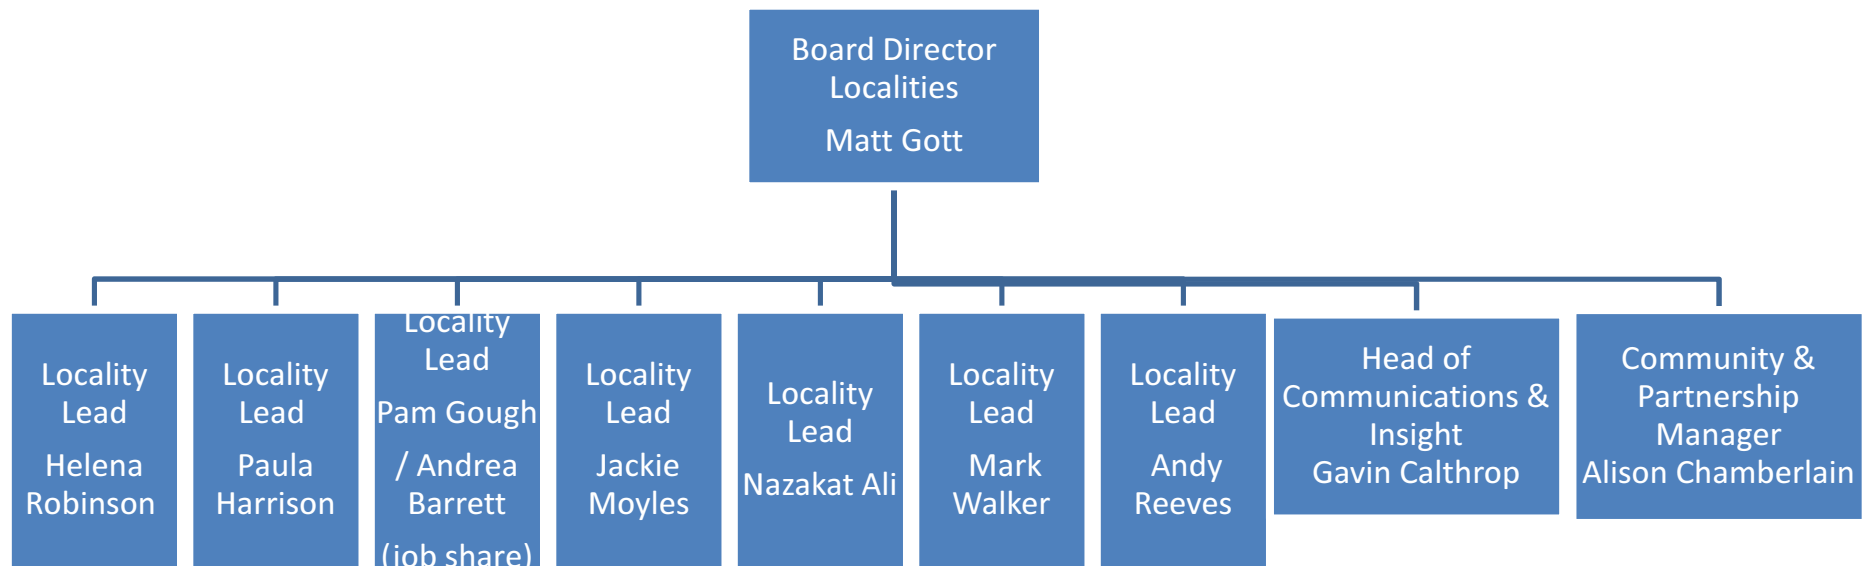 Board Director
Localities
Matt Gott
Locality
Lead
Helena
Robinson
Locality
Lead
Paula
Harrison
Locality
Lead
Pam Gough
/ Andrea
Barrett
(job share)
Locality
Lead
Jackie
Moyles
Locality
Lead
Nazakat Ali
Locality
Lead
Mark
Walker
Locality
Lead
Andy
Reeves
Head of
Communications &
Insight
Gavin Calthrop
Community &
Partnership
Manager
Alison Chamberlain